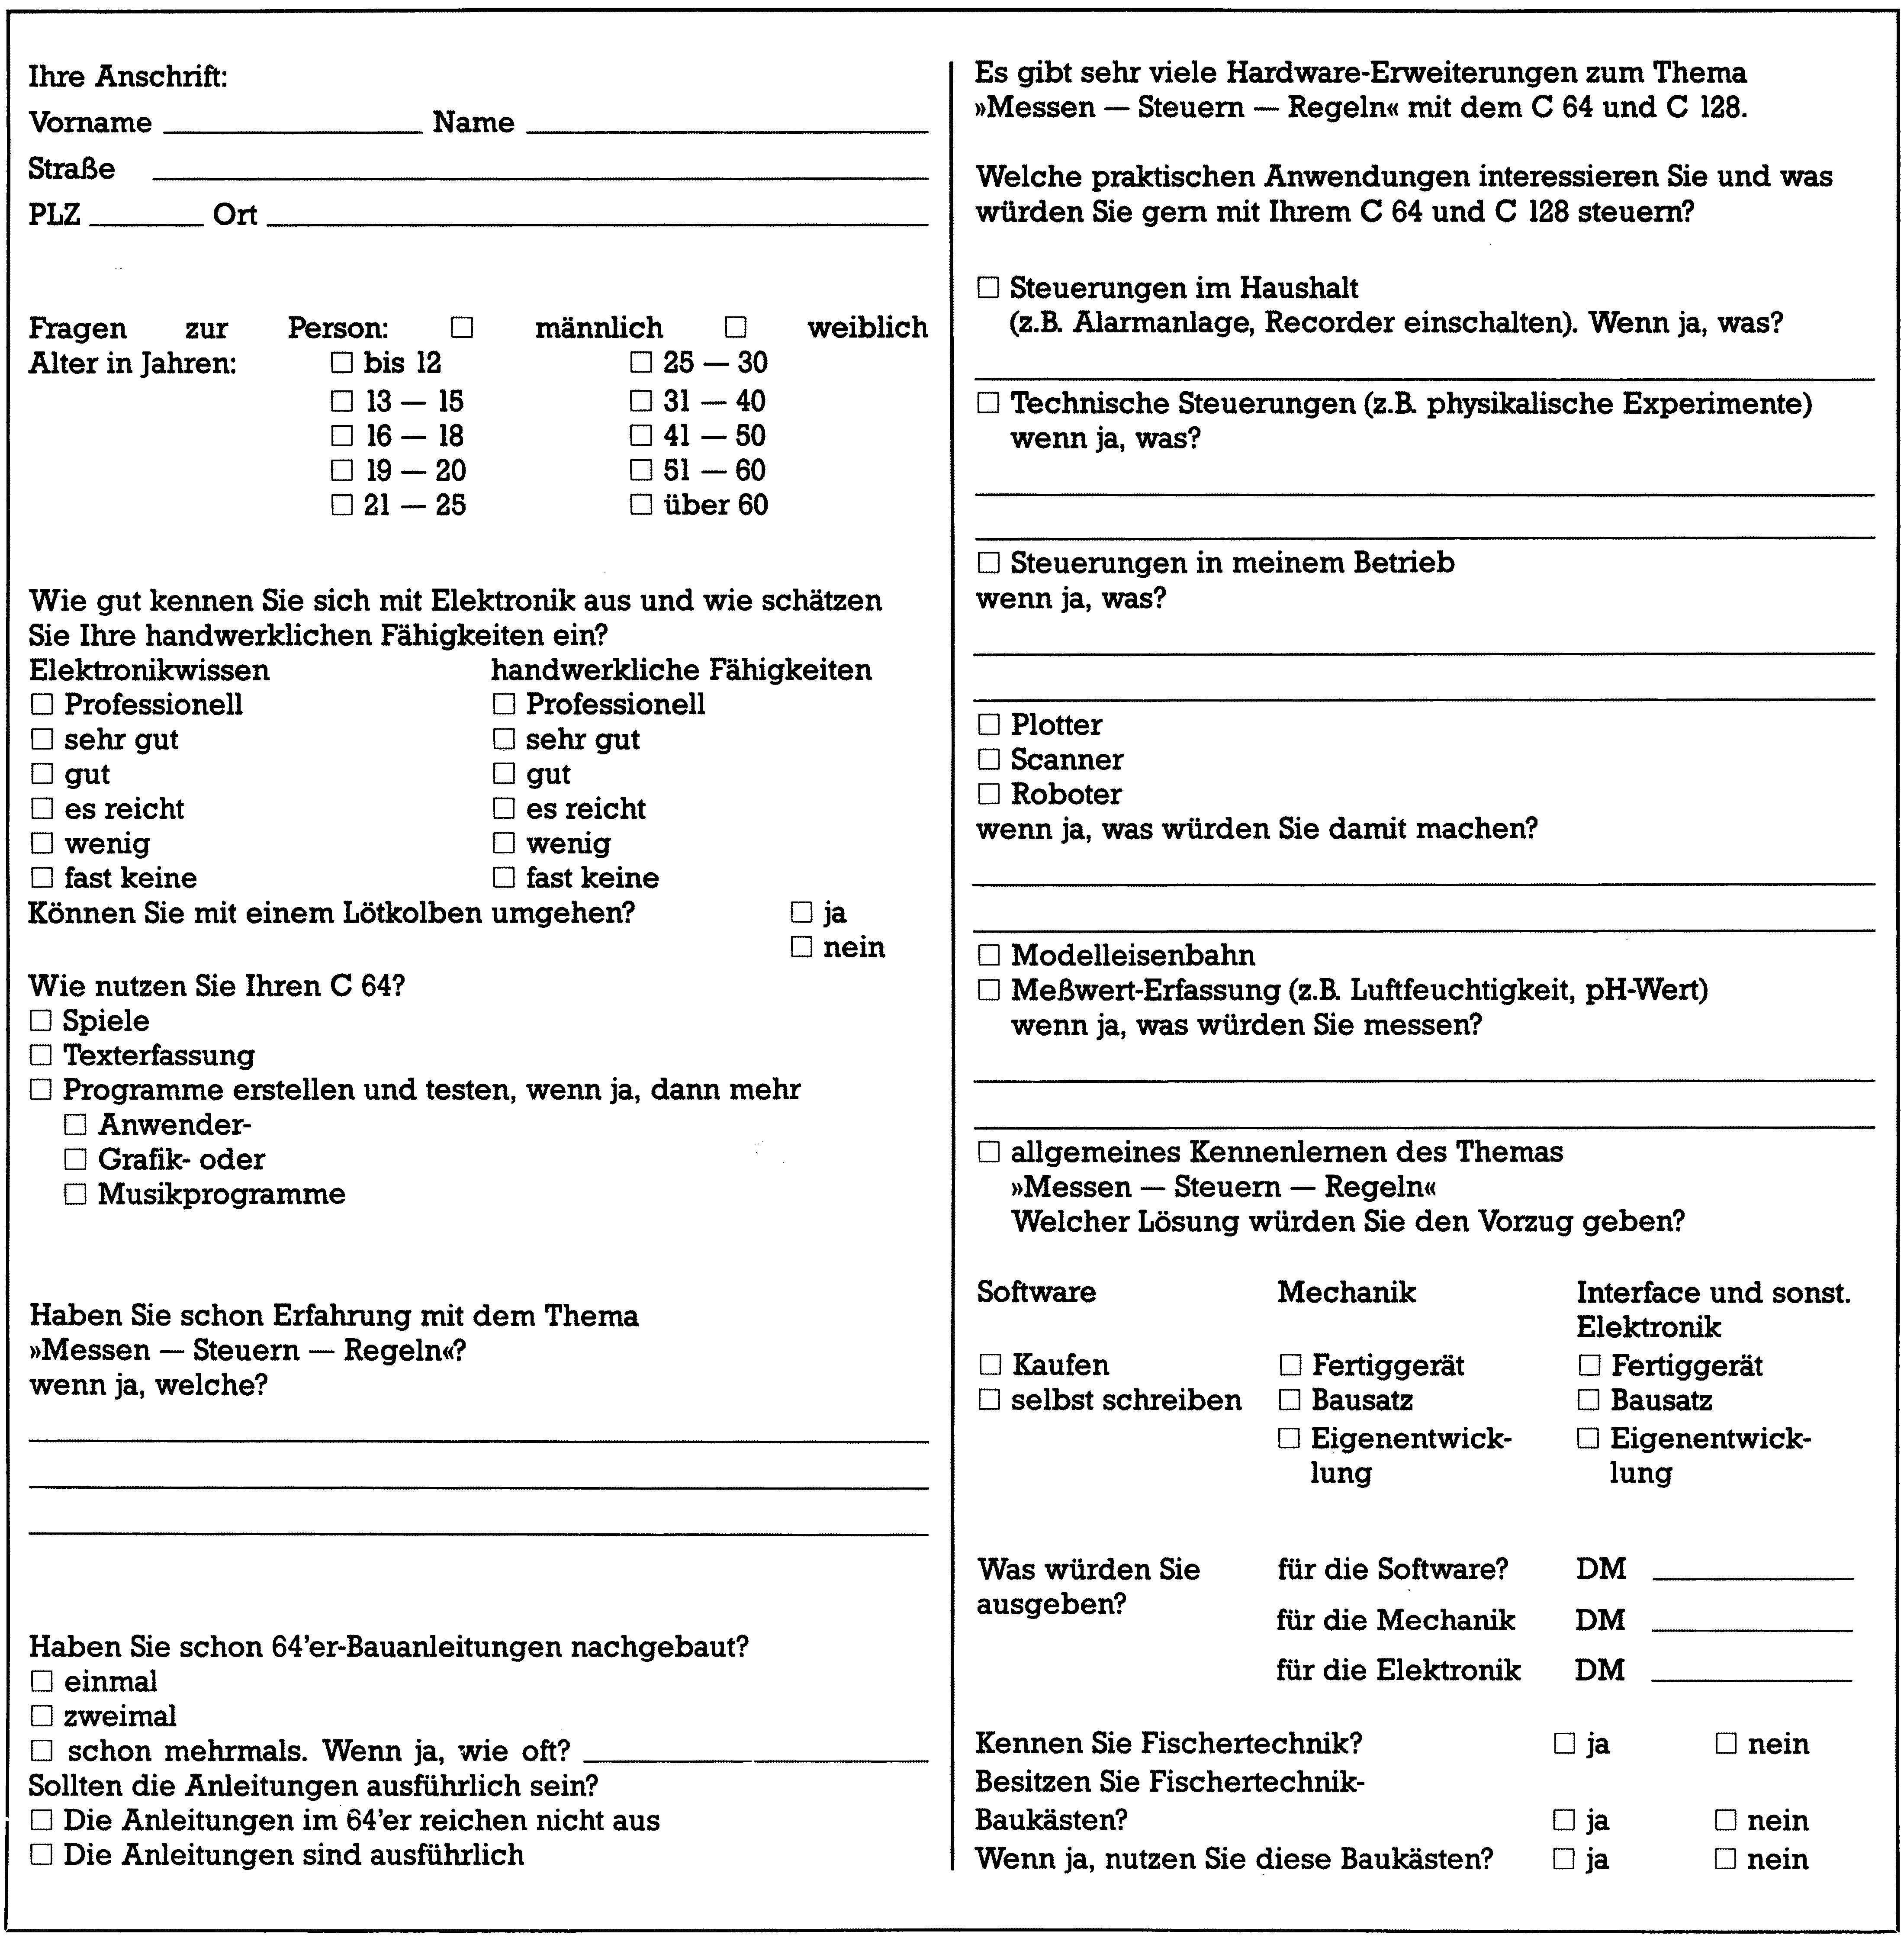 Ihre Anschrift:
Vorname Name
Straße
PLZ Ort
Fragen zur Person: □ männlich □ weiblich
Alter in Jahren: □ bis 12 □ 25 — 30
□ 13 — 15 □ 31 — 40
□ 16 — 18 □ 41 — 50
□ 19 — 20 □ 51 — 60
□ 21 — 25 □ über 60
Wie gut kennen Sie sich mit Elektronik aus und wie schätzen
Sie Ihre handwerklichen Fähigkeiten ein?
Elektronikwissen handwerkliche Fähigkeiten
□ Professionell □ Professionell
□ sehr gut □ sehr gut
□ gut □ gut
□ es reicht □ es reicht
□ wenig □ wenig
□ fast keine □ fast keine
Können Sie mit einem Lötkolben umgehen? □ ja
□ nein
Wie nutzen Sie Ihren C 64?
□ Spiele
□ Texterfassung
□ Programme erstellen und testen, wenn ja, dann mehr
□ Anwender-
□ Grafik- oder
□ Musikprogramme
Haben Sie schon Erfahrung mit dem Thema
»Messen — Steuern — Regeln«?
wenn ja, welche?
Haben Sie schon 64'er-Bauanleitungen nachgebaut?
□ einmal
□ zweimal
□ schon mehrmals. Wenn ja, wie oft?
Sollten die Anleitungen ausführlich sein?
□ Die Anleitungen im 64'er reichen nicht aus
□ Die Anleitungen sind ausführlich
Es gibt sehr viele Hardware-Erweiterungen zum Thema
»Messen — Steuern — Regeln« mit dem C 64 und C 128.
Welche praktischen Anwendungen interessieren Sie und was
würden Sie gern mit Ihrem C 64 und C 128 steuern?
□ Steuerungen im Haushalt
(z.B. Alarmanlage, Recorder einschalten). Wenn ja, was?
□ Technische Steuerungen (z.B. physikalische Experimente)
wenn ja, was?
□ Steuerungen in meinem Betrieb
wenn ja, was?
□ Plotter
□ Scanner
□ Roboter
wenn ja, was würden Sie damit machen?
□ Modelleisenbahn
□ Meßwert-Erfassung (z.B. Luftfeuchtigkeit, pH-Wert)
wenn ja, was würden Sie messen?
□ allgemeines Kennenlernen des Themas
»Messen — Steuern — Regeln«
Welcher Lösung würden Sie den Vorzug geben?
Software Mechanik Interface und sonst.
Elektronik
□ Kaufen □ Fertiggerät □ Fertiggerät
□ selbst schreiben □ Bausatz □ Bausatz
□ Eigenentwick- □ Eigenentwick-
lung lung
Was würden Sie für die Software? DM
ausgeben?
für die Mechanik DM
für die Elektronik DM
Kennen Sie Fischertechnik? □ ja □ nein
Besitzen Sie Fischertechnik-
Baukästen? □ ja □ nein
Wenn ja, nutzen Sie diese Baukästen? □ ja □ nein